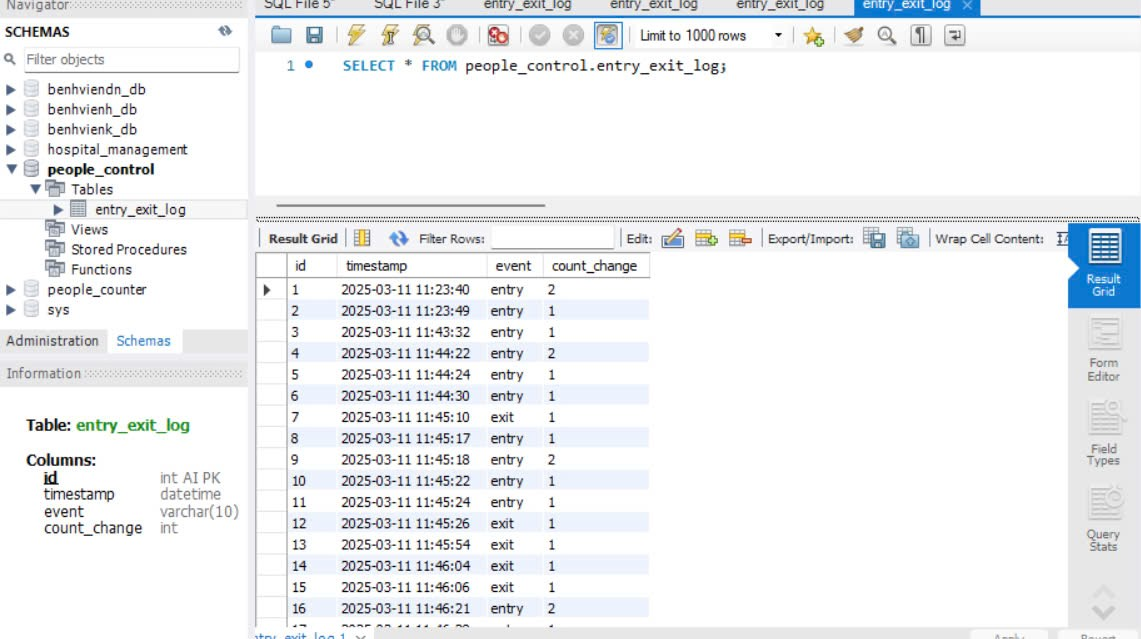 Navigator
SQL File 5* SQL File 3* entry_exit_log entry_exit_log entry_exit_log entry_exit_log
SCHEMAS
Filter objects
benhviendn_db
benhvienh_db
benhvienk_db
hospital_management
people_control
Tables
entry_exit_log
Views
Stored Procedures
Functions
people_counter
sys
Administration Schemas
Information
Table: entry_exit_log
Columns:
id int AI PK
timestamp datetime
event varchar(10)
count_change int
Limit to 1000 rows
1 SELECT * FROM people_control.entry_exit_log;
Result Grid Filter Rows: Edit: Export/Import: Wrap Cell Content:
id timestamp event count_change
1 2025-03-11 11:23:40 entry 2
2 2025-03-11 11:23:49 entry 1
3 2025-03-11 11:43:32 entry 1
4 2025-03-11 11:44:22 entry 2
5 2025-03-11 11:44:24 entry 1
6 2025-03-11 11:44:30 entry 1
7 2025-03-11 11:45:10 exit 1
8 2025-03-11 11:45:17 entry 1
9 2025-03-11 11:45:18 entry 2
10 2025-03-11 11:45:22 entry 1
11 2025-03-11 11:45:24 entry 1
12 2025-03-11 11:45:26 exit 1
13 2025-03-11 11:45:54 exit 1
14 2025-03-11 11:46:04 exit 1
15 2025-03-11 11:46:06 exit 1
16 2025-03-11 11:46:21 entry 2
Result
Grid
Form
Editor
Field
Types
Query
Stats
Apply Revert